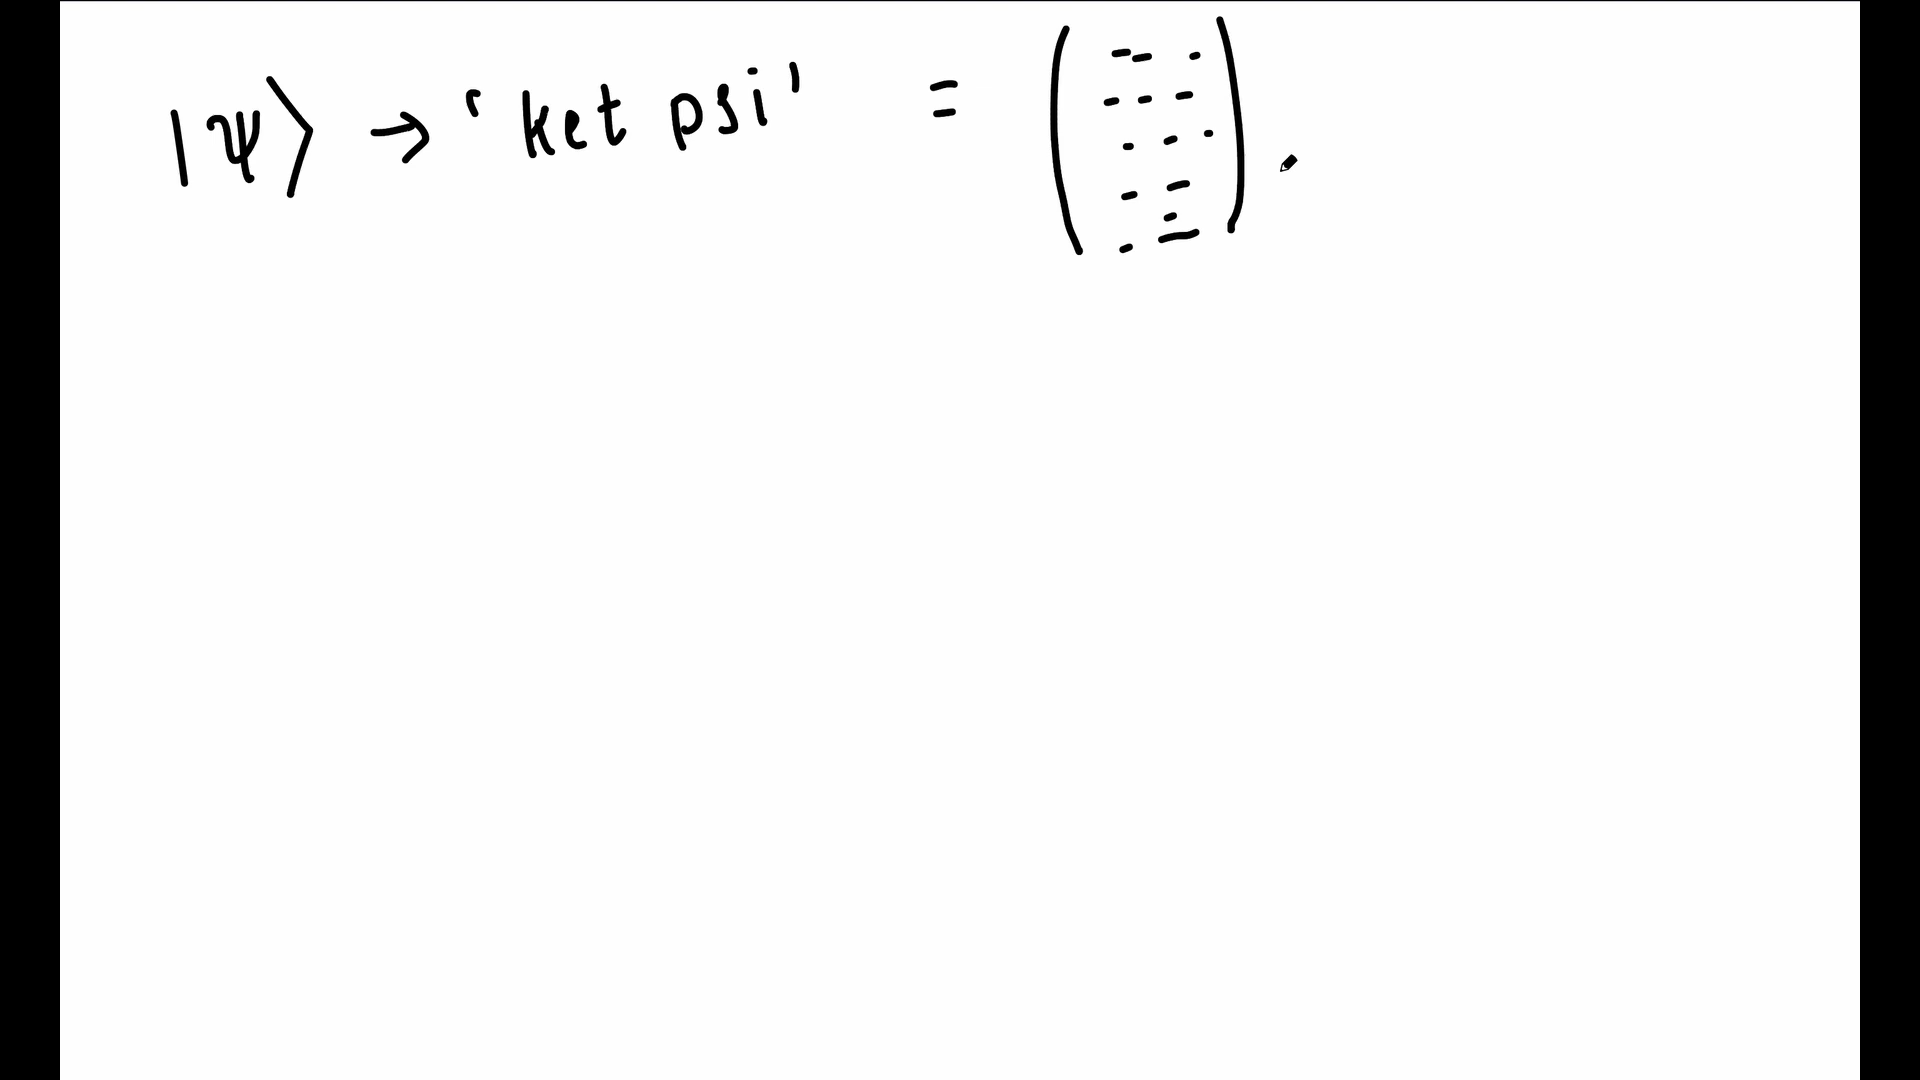 |ψ⟩ → 'ket psi' = ( -- - - - - - - - - - - - - ) .